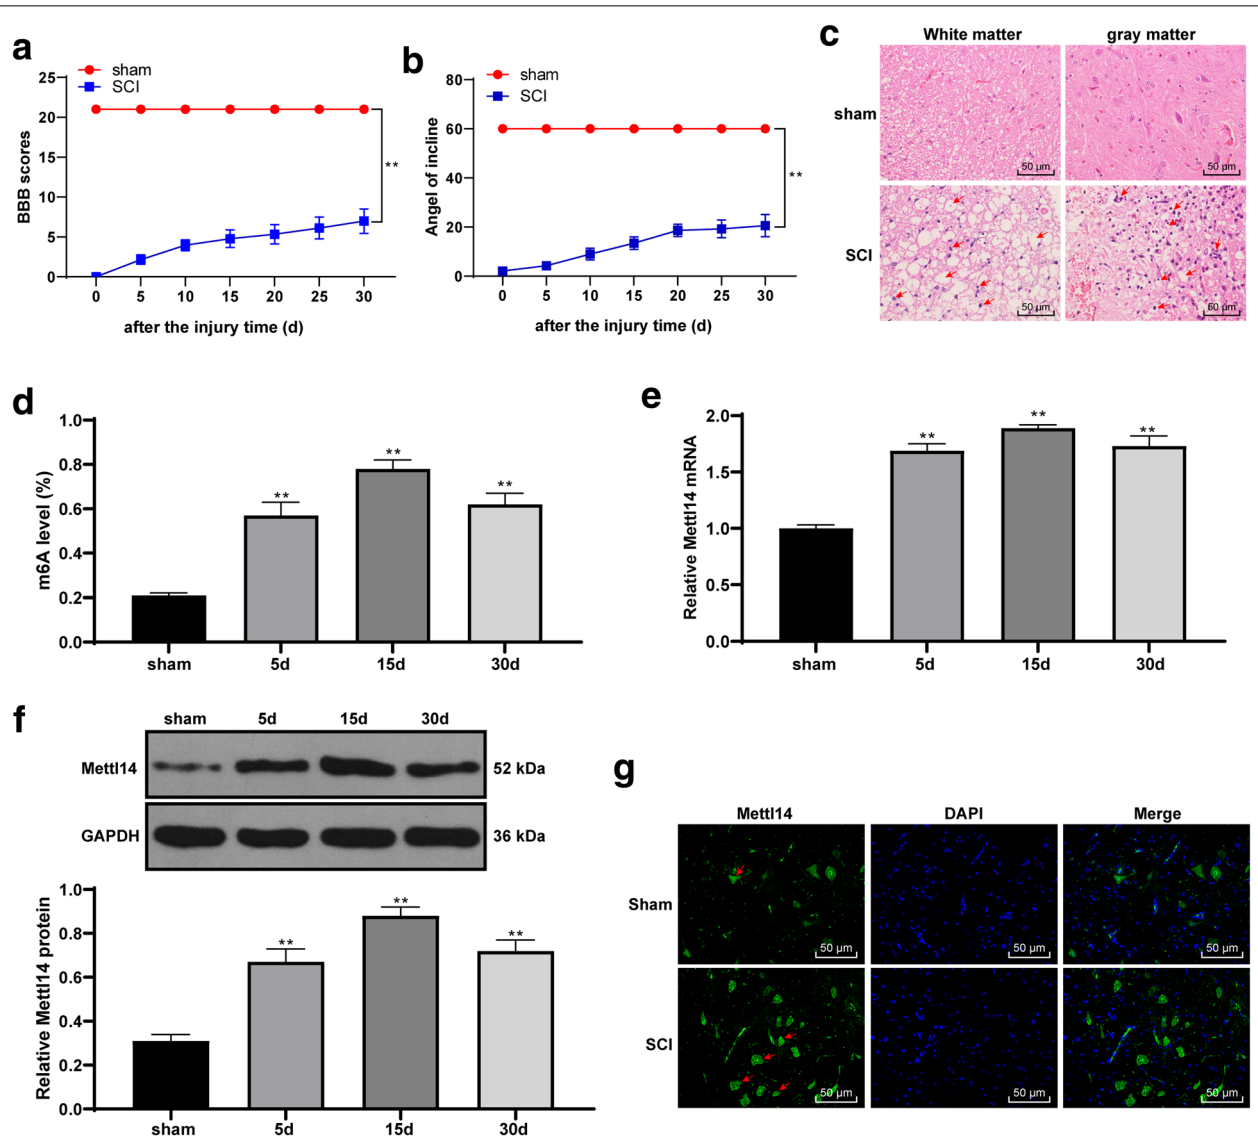 a
sham
SCI
25
20
15
10
5
0
BBB scores
**
0 5 10 15 20 25 30
after the injury time (d)
b
sham
SCI
80
60
40
20
0
Angel of incline
**
0 5 10 15 20 25 30
after the injury time (d)
c
White matter gray matter
sham
50 µm 50 µm
SCI
50 µm 50 µm
d
1.0
0.8
0.6
0.4
0.2
0.0
m6A level (%)
** ** **
sham 5d 15d 30d
e
2.0
1.5
1.0
0.5
0.0
Relative Mettl14 mRNA
** ** **
sham 5d 15d 30d
f
sham 5d 15d 30d
Mettl14 52 kDa
GAPDH 36 kDa
1.0
0.8
0.6
0.4
0.2
0.0
Relative Mettl14 protein
** ** **
sham 5d 15d 30d
g
Mettl14 DAPI Merge
Sham
50 µm 50 µm 50 µm
SCI
50 µm 50 µm 50 µm